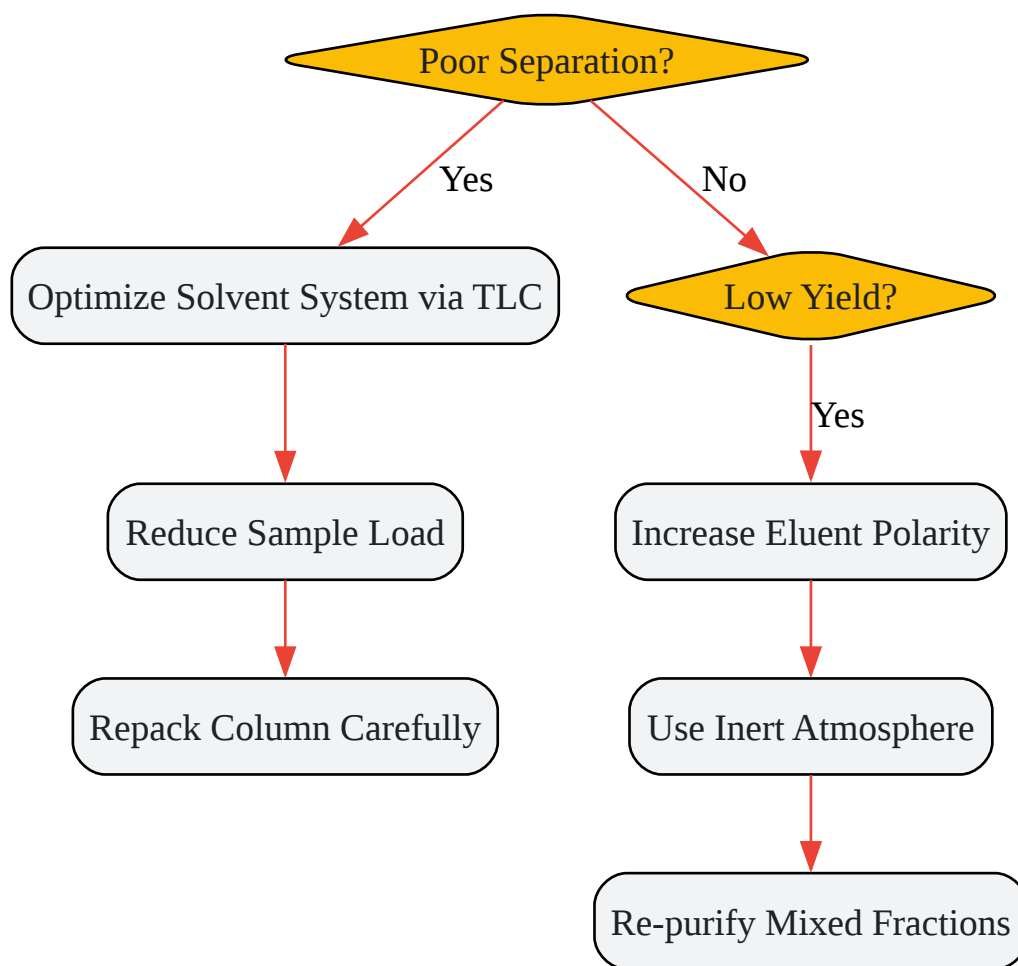 Poor Separation?
Yes
No
Optimize Solvent System via TLC
Low Yield?
Yes
Reduce Sample Load
Increase Eluent Polarity
Repack Column Carefully
Use Inert Atmosphere
Re-purify Mixed Fractions